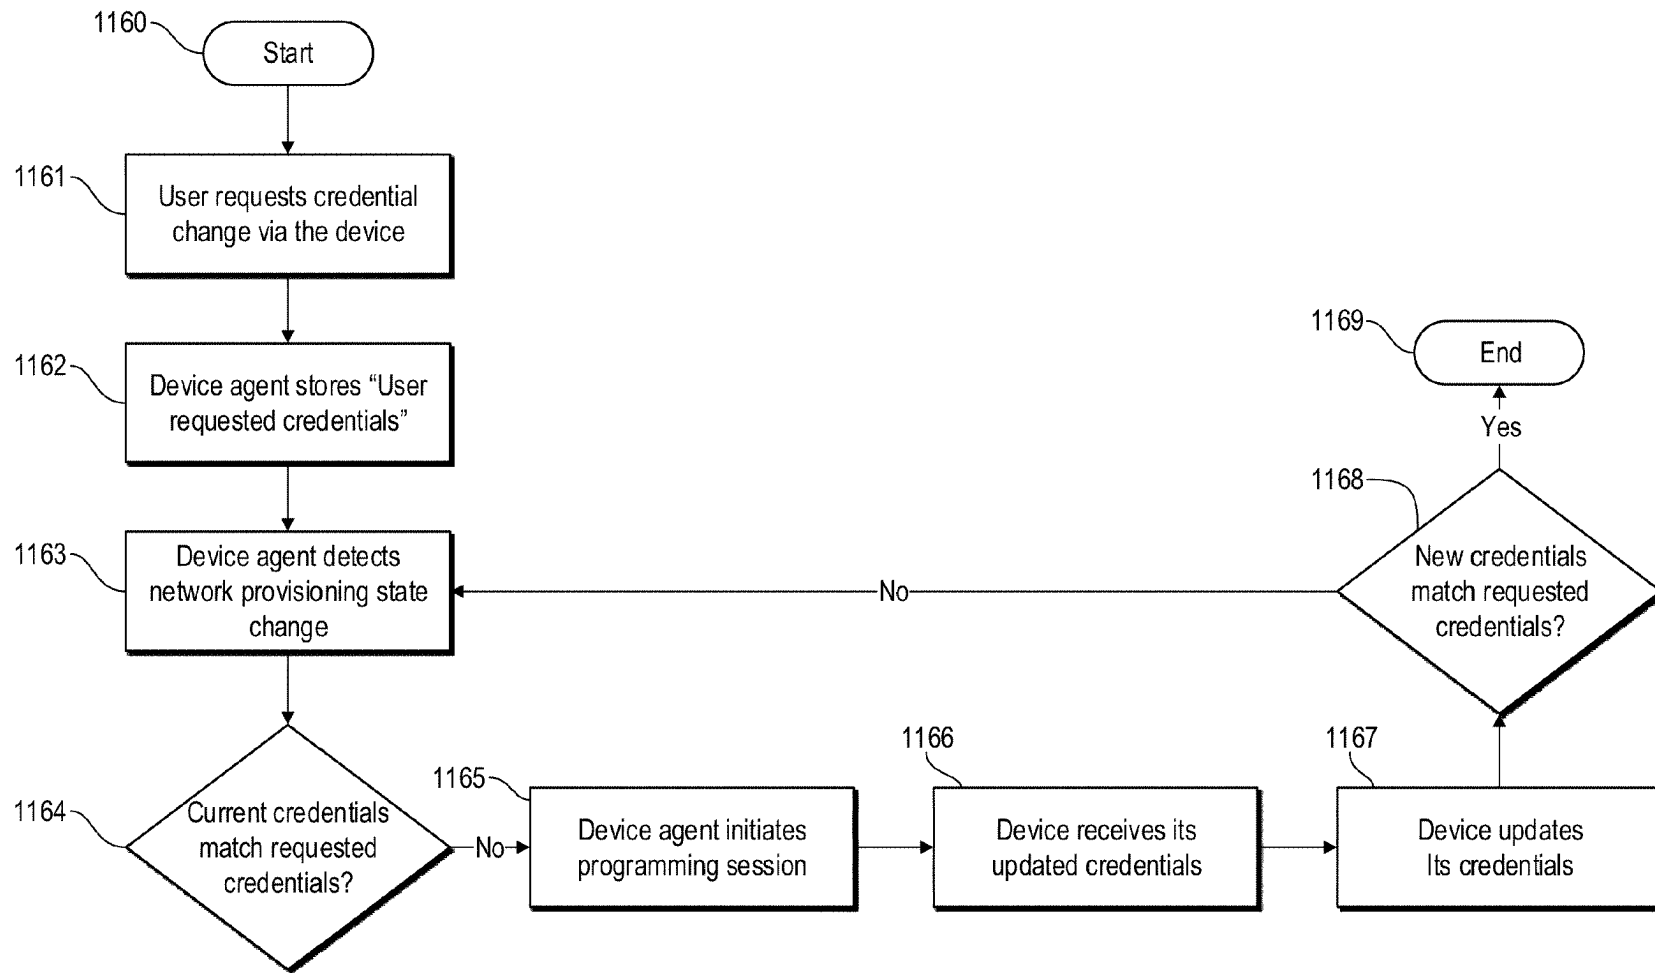 1160
Start
1161
User requests credential
change via the device
1162
Device agent stores “User
requested credentials“
1163
Device agent detects
network provisioning state
change
1164
Current credentials
match requested
credentials?
No
1165
Device agent initiates
programming session
1166
Device receives its
updated credentials
1167
Device updates
Its credentials
1168
New credentials
match requested
credentials?
No
Yes
1169
End